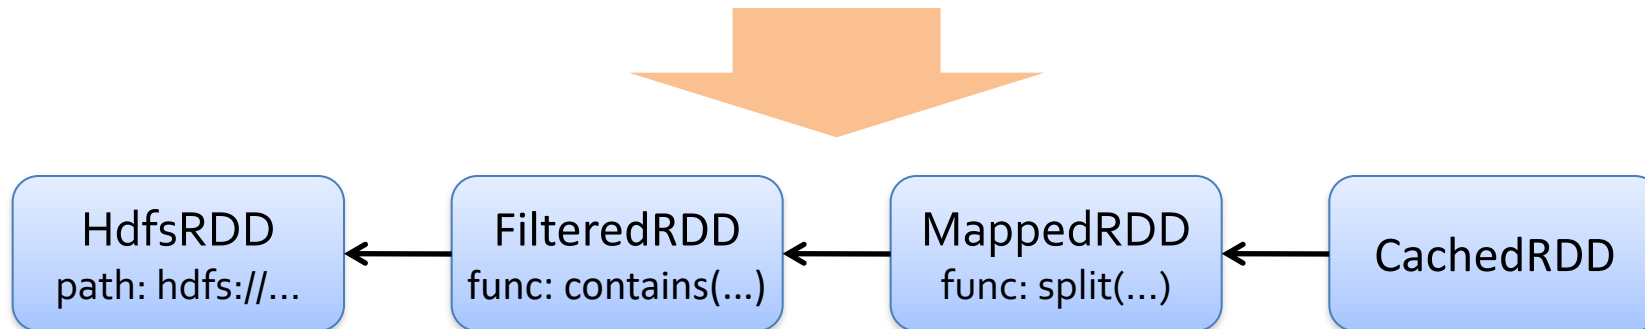 HdfsRDD
path: hdfs://...
FilteredRDD
func: contains(...)
MappedRDD
func: split(...)
CachedRDD